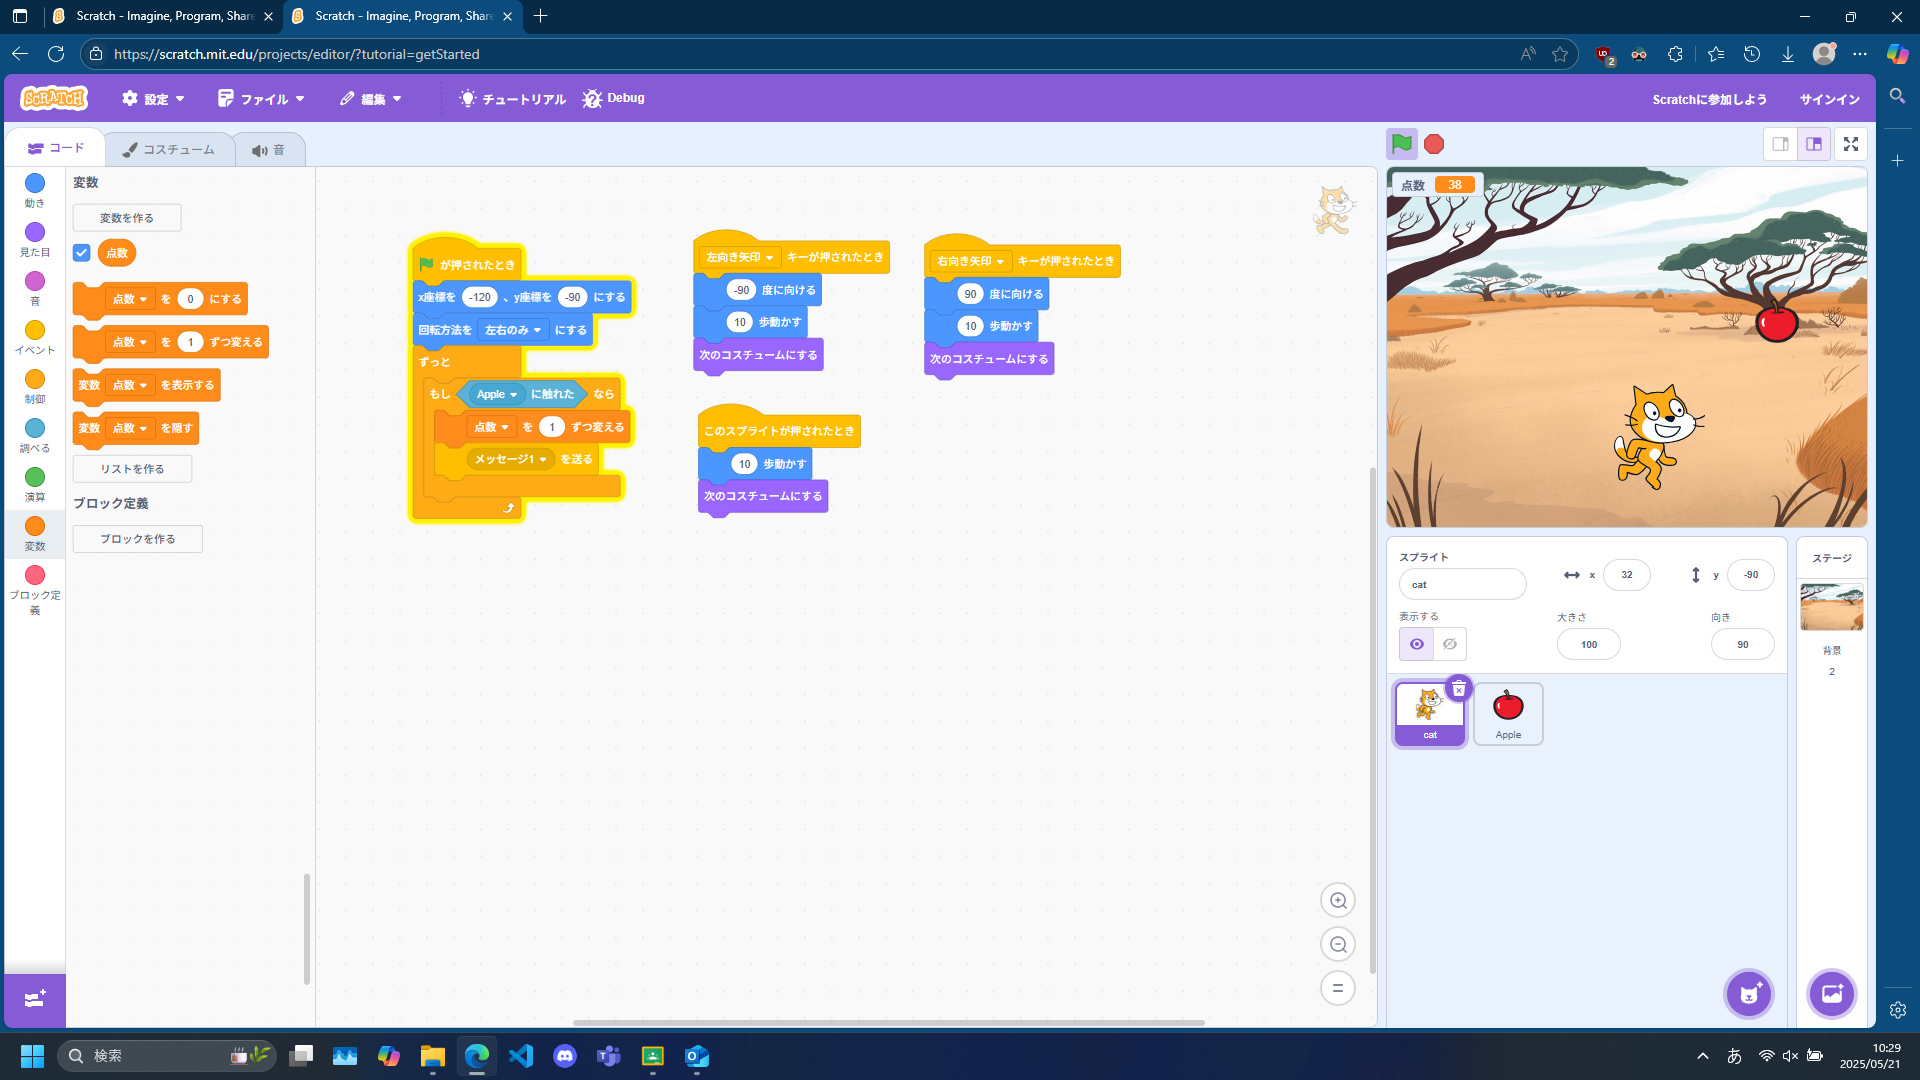 Scratch - Imagine, Program, Share
Scratch - Imagine, Program, Share
https://scratch.mit.edu/projects/editor/?tutorial=getStarted
2
SCRATCH
設定
ファイル
編集
チュートリアル
Debug
Scratchに参加しよう
サインイン
コード
コスチューム
音
動き
見た目
音
イベント
制御
調べる
演算
変数
ブロック定義
変数
変数を作る
点数
点数 を 0 にする
点数 を 1 ずつ変える
変数 点数 を表示する
変数 点数 を隠す
リストを作る
ブロック定義
ブロックを作る
が押されたとき
x座標を -120 、y座標を -90 にする
回転方法を 左右のみ にする
ずっと
もし Apple に触れた なら
点数 を 1 ずつ変える
メッセージ1 を送る
左向き矢印 キーが押されたとき
-90 度に向ける
10 歩動かす
次のコスチュームにする
右向き矢印 キーが押されたとき
90 度に向ける
10 歩動かす
次のコスチュームにする
このスプライトが押されたとき
10 歩動かす
次のコスチュームにする
点数 38
スプライト
cat
x 32
y -90
表示する
大きさ
100
向き
90
cat
Apple
ステージ
背景
2
検索
あ
10:29
2025/05/21